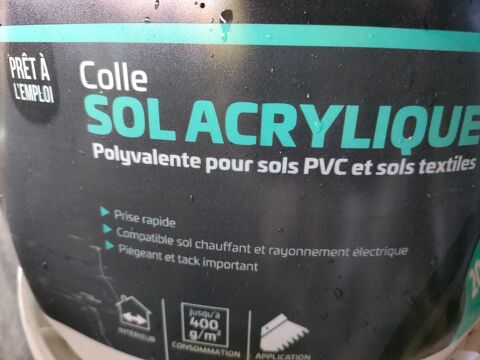 PRÊT À
L'EMPLOI
Colle
SOL ACRYLIQUE
Polyvalente pour sols PVC et sols textiles
Prise rapide
Compatible sol chauffant et rayonnement électrique
Piégeant et tack important
INTÉRIEUR
jusqu'à
400
g/m²
CONSOMMATION
APPLICATION